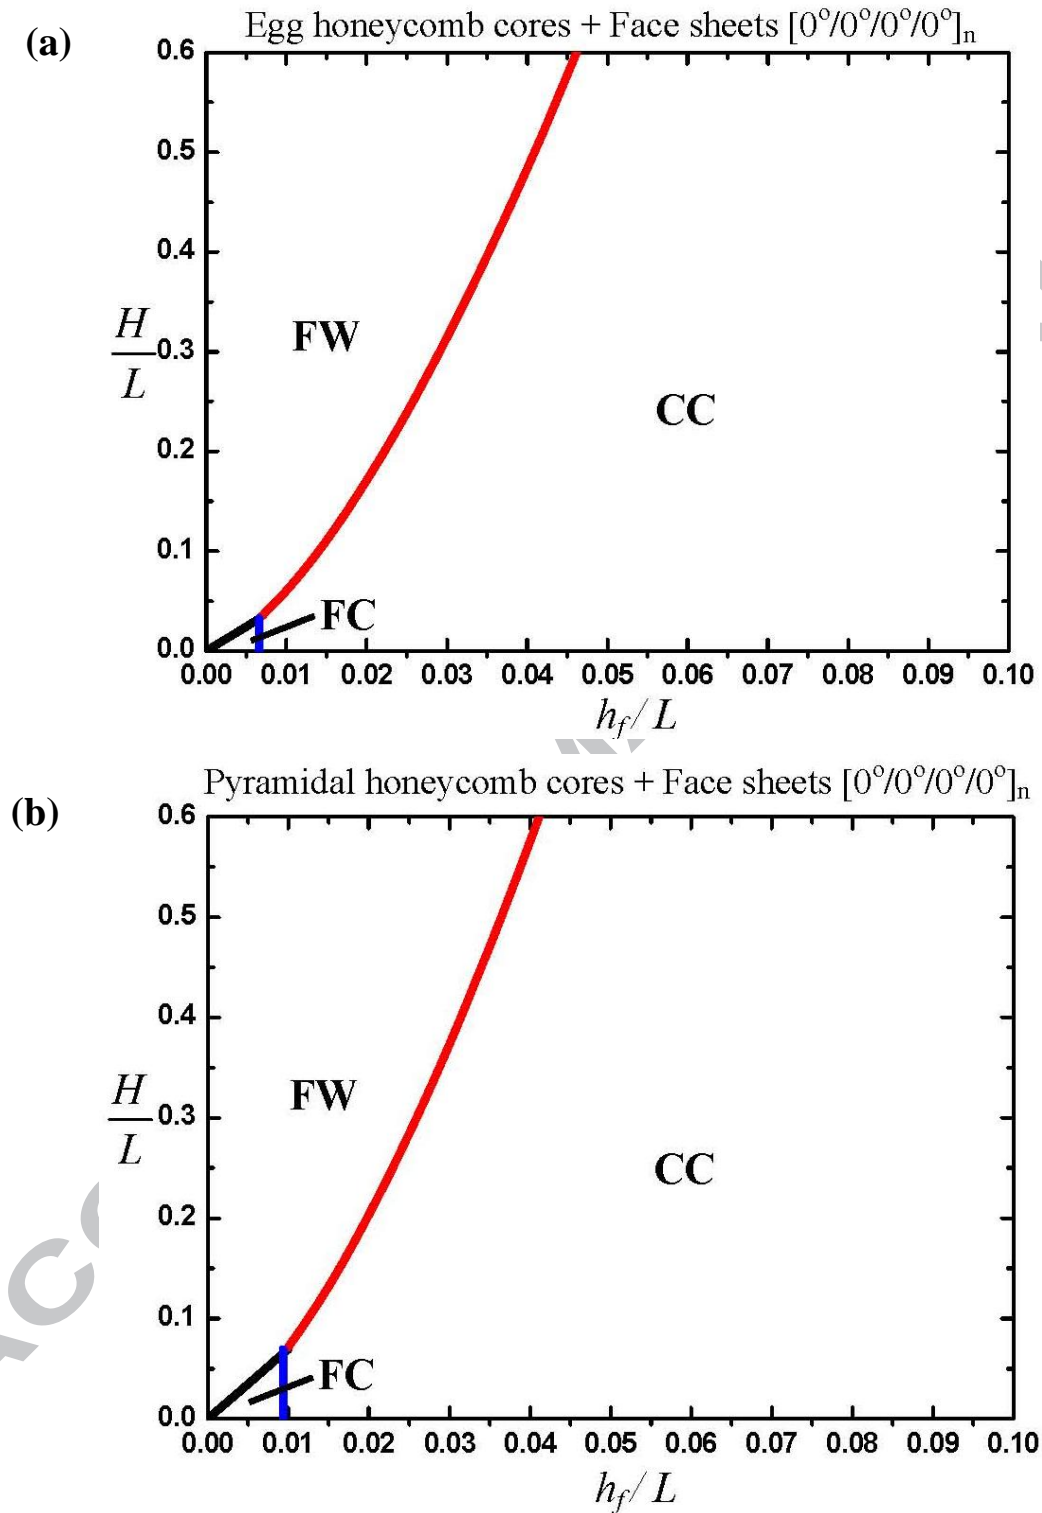 (a)
Egg honeycomb cores + Face sheets [0°/0°/0°/0°]n
0.6
0.5
0.4
0.3
0.2
0.1
0.0
H
L
FW
CC
FC
0.00 0.01 0.02 0.03 0.04 0.05 0.06 0.07 0.08 0.09 0.10
hf / L
(b)
Pyramidal honeycomb cores + Face sheets [0°/0°/0°/0°]n
0.6
0.5
0.4
0.3
0.2
0.1
0.0
H
L
FW
CC
FC
0.00 0.01 0.02 0.03 0.04 0.05 0.06 0.07 0.08 0.09 0.10
hf / L